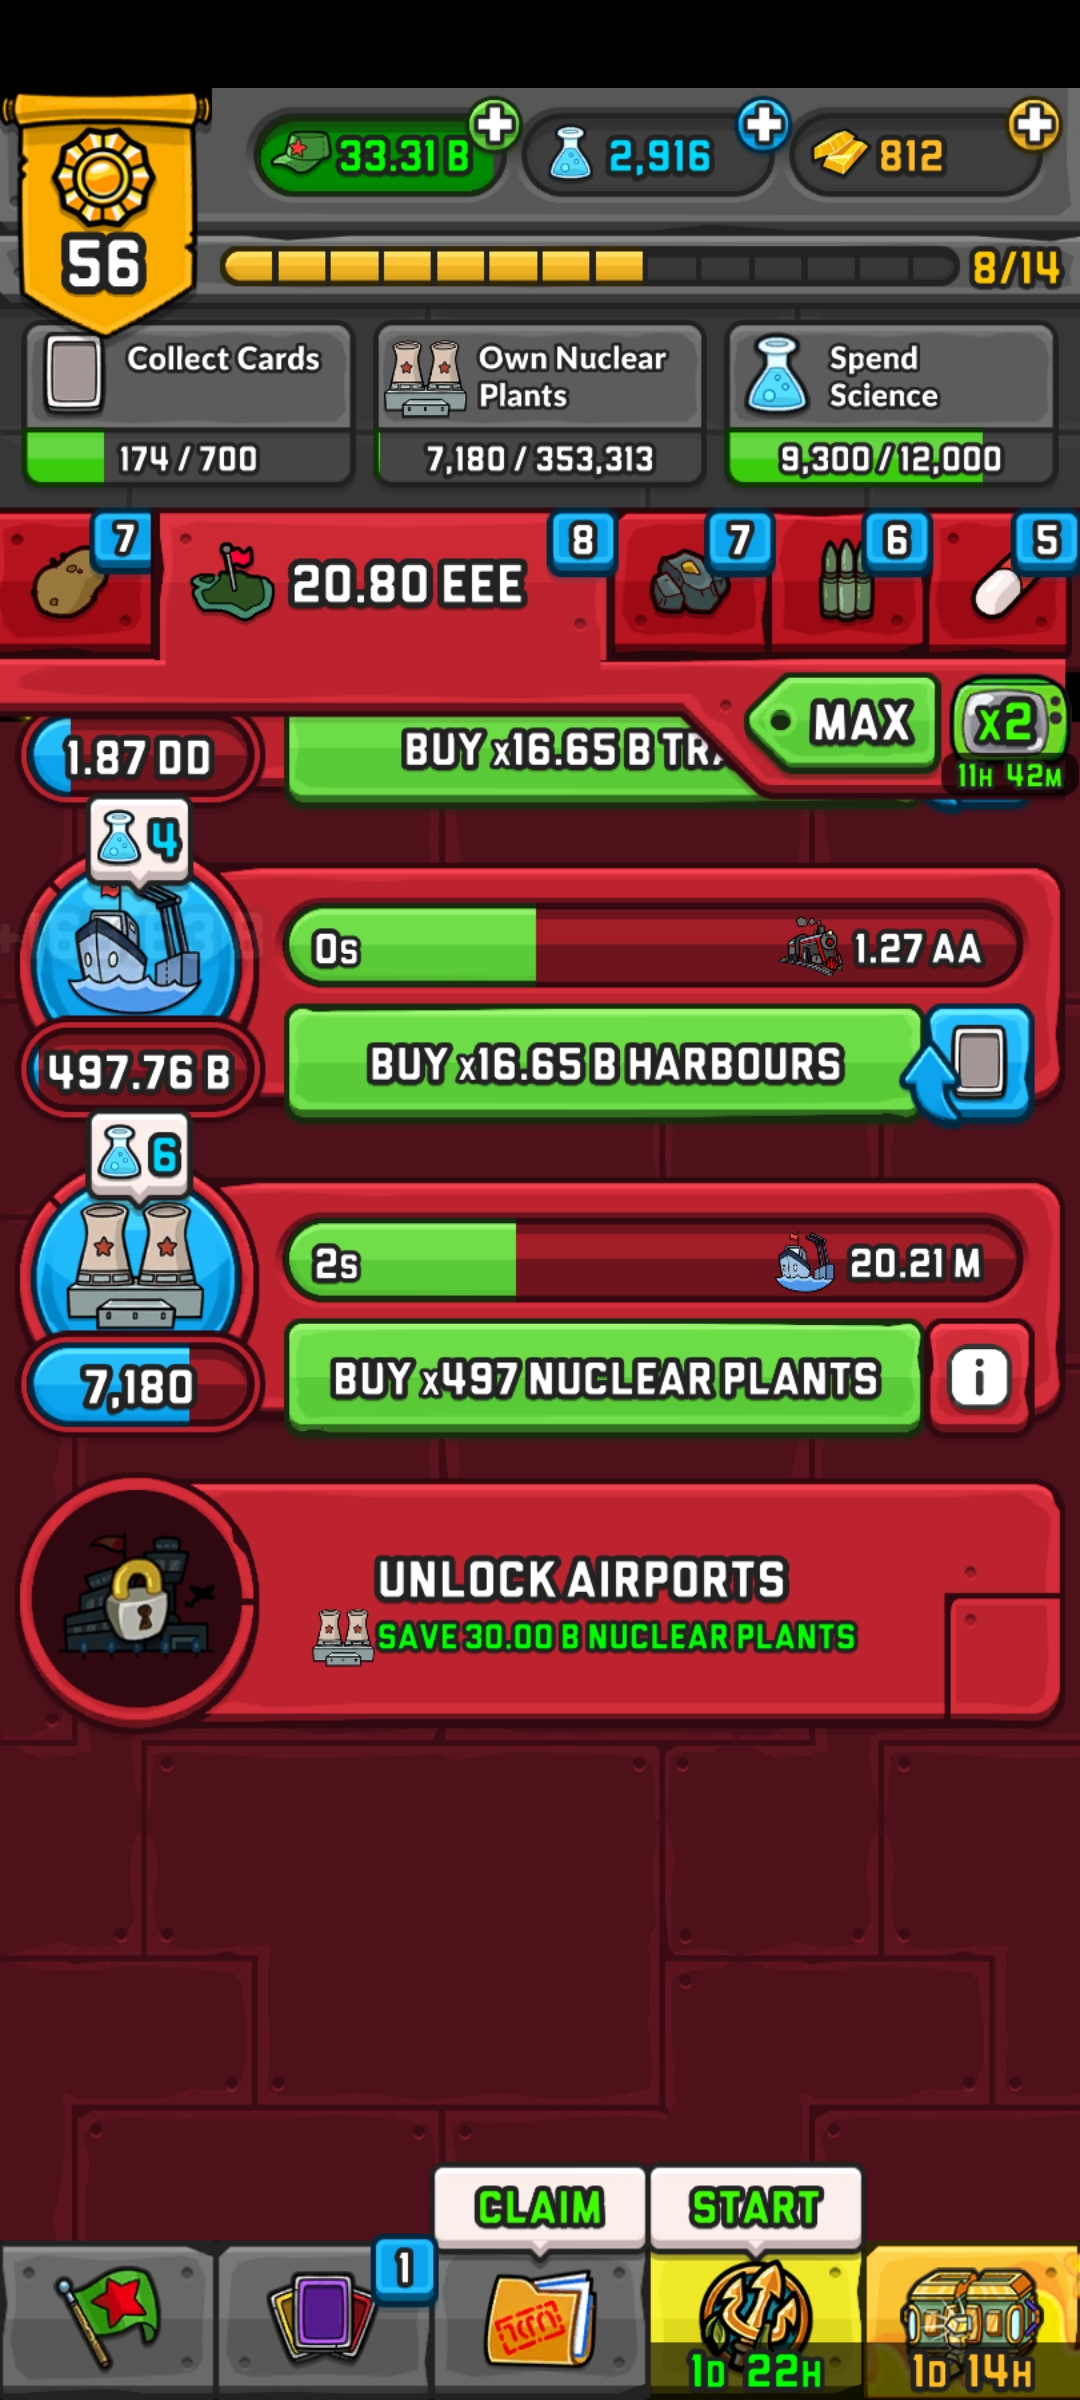 33.31 B
2,916
812
56
8/14
Collect Cards
174 / 700
Own Nuclear
Plants
7,180 / 353,313
Spend
Science
9,300 / 12,000
7
20.80 EEE
8
7
6
5
MAX
x2
11H 42M
1.87 DD
BUY x16.65 B
4
0s
1.27 AA
497.76 B
BUY x16.65 B HARBOURS
6
2s
20.21 M
7,180
BUY x497 NUCLEAR PLANTS
i
UNLOCK AIRPORTS
SAVE 30.00 B NUCLEAR PLANTS
CLAIM
START
1
1D 22H
1D 14H